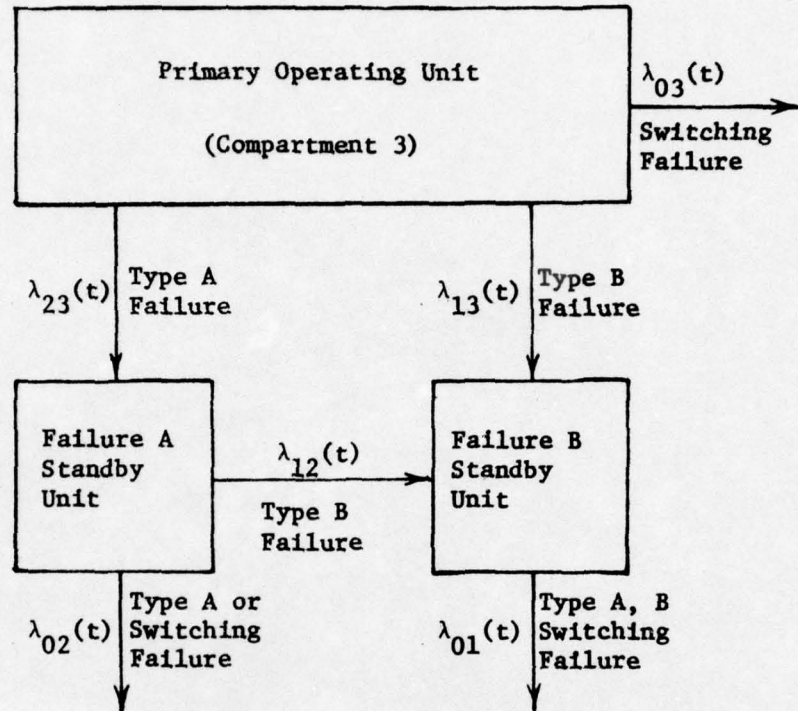 Primary Operating Unit
(Compartment 3)
λ03(t)
Switching
Failure
λ23(t)
Type A
Failure
λ13(t)
Type B
Failure
Failure A
Standby
Unit
λ12(t)
Type B
Failure
Failure B
Standby
Unit
λ02(t)
Type A or
Switching
Failure
λ01(t)
Type A, B
Switching
Failure